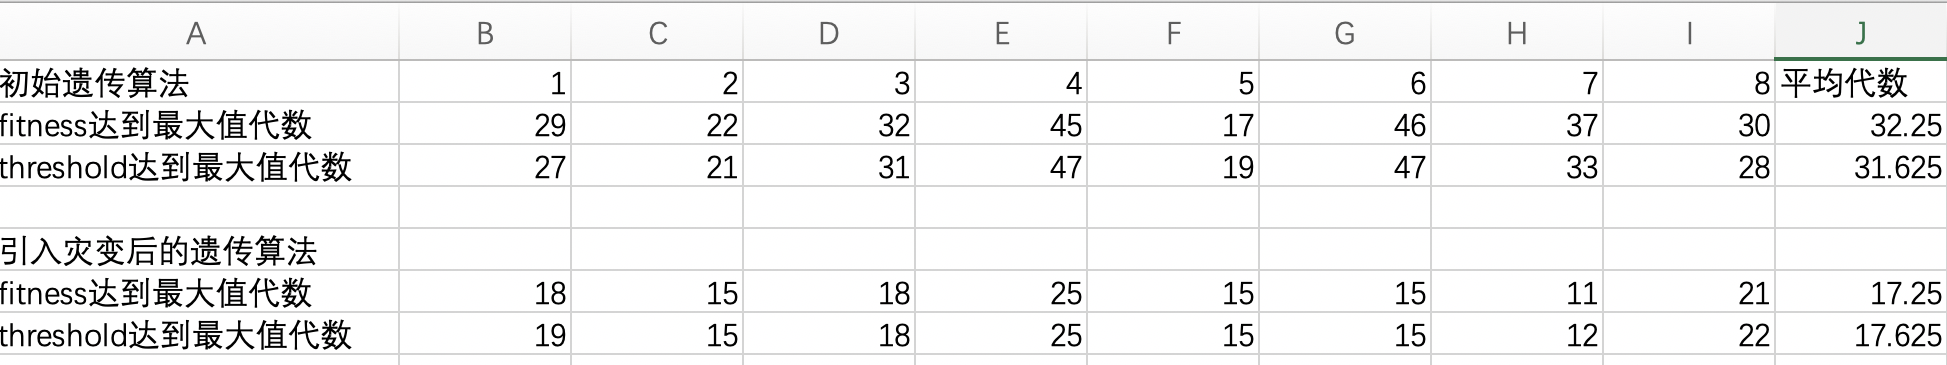 A B C D E F G H I J
初始遗传算法 1 2 3 4 5 6 7 8 平均代数
fitness达到最大值代数 29 22 32 45 17 46 37 30 32.25
threshold达到最大值代数 27 21 31 47 19 47 33 28 31.625
引入灾变后的遗传算法
fitness达到最大值代数 18 15 18 25 15 15 11 21 17.25
threshold达到最大值代数 19 15 18 25 15 15 12 22 17.625